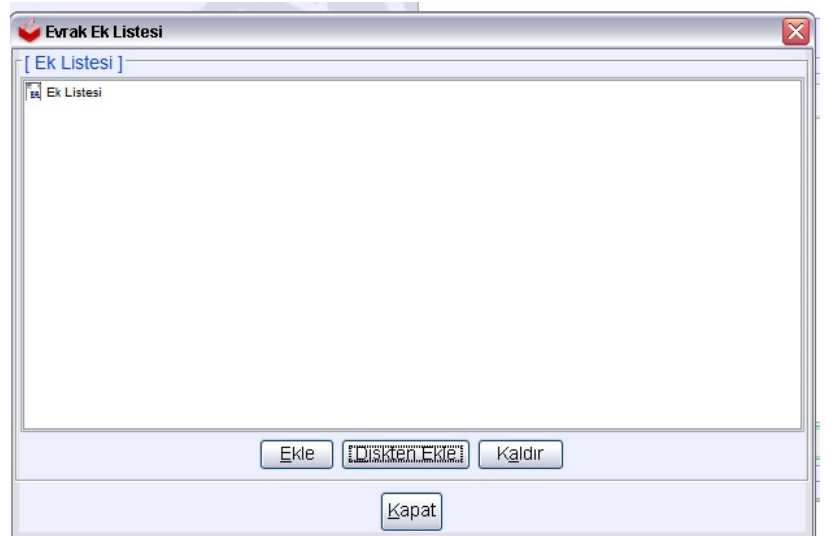 Evrak Ek Listesi
[ Ek Listesi ]
Ek Listesi
Ekle Diskten Ekle Kaldır
Kapat